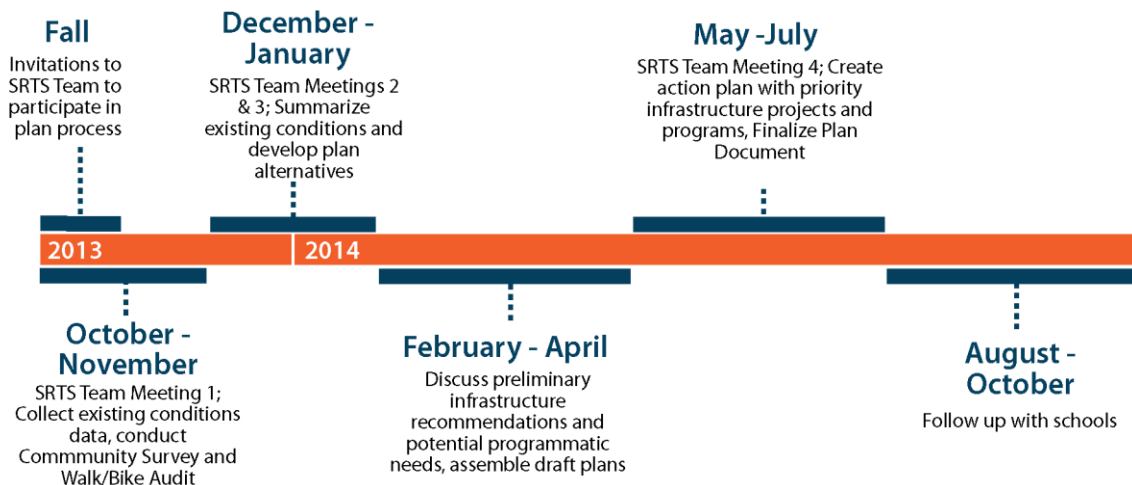 Fall
Invitations to
SRTS Team to
participate in
plan process
December -
January
SRTS Team Meetings 2
& 3; Summarize
existing conditions and
develop plan
alternatives
May -July
SRTS Team Meeting 4; Create
action plan with priority
infrastructure projects and
programs, Finalize Plan
Document
2013
2014
October -
November
SRTS Team Meeting 1;
Collect existing conditions
data, conduct
Commmunity Survey and
Walk/Bike Audit
February - April
Discuss preliminary
infrastructure
recommendations and
potential programmatic
needs, assemble draft plans
August -
October
Follow up with schools